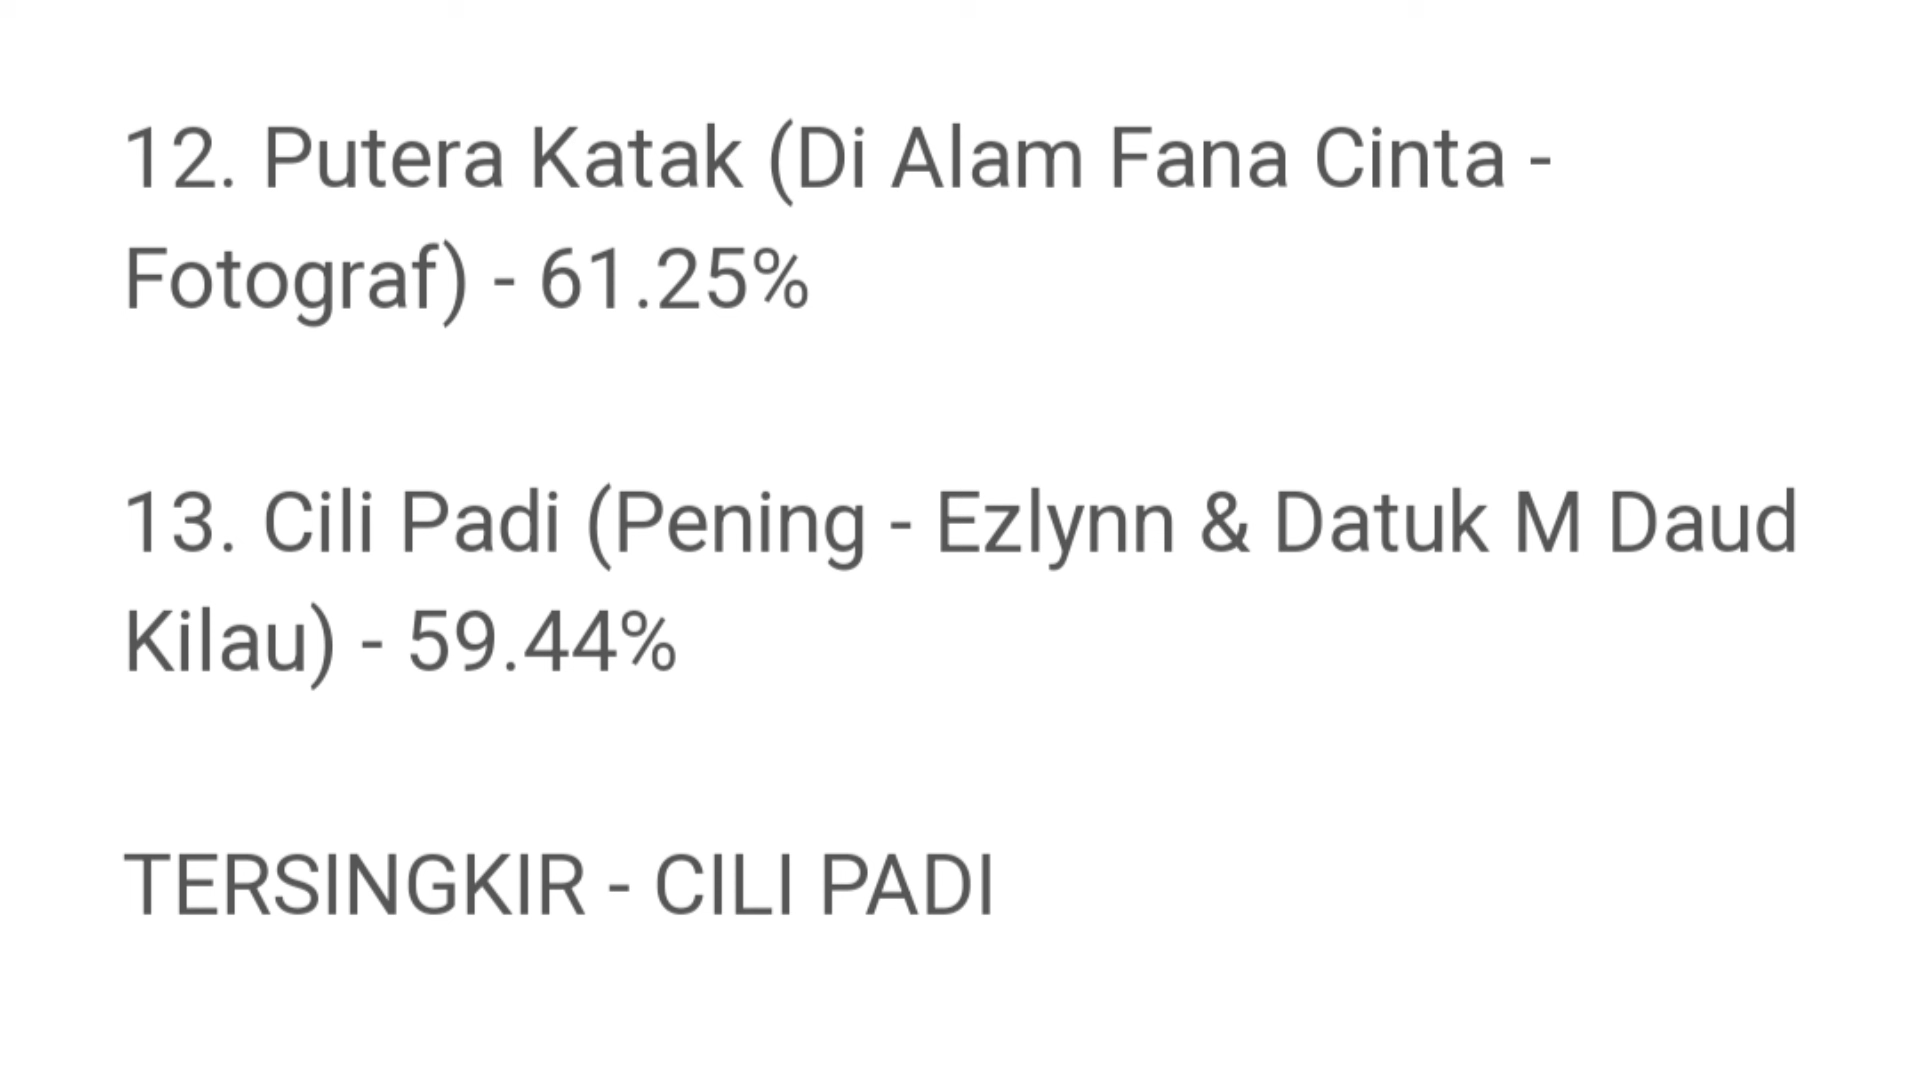 12. Putera Katak (Di Alam Fana Cinta -
Fotograf) - 61.25%
13. Cili Padi (Pening - Ezlynn & Datuk M Daud
Kilau) - 59.44%
TERSINGKIR - CILI PADI